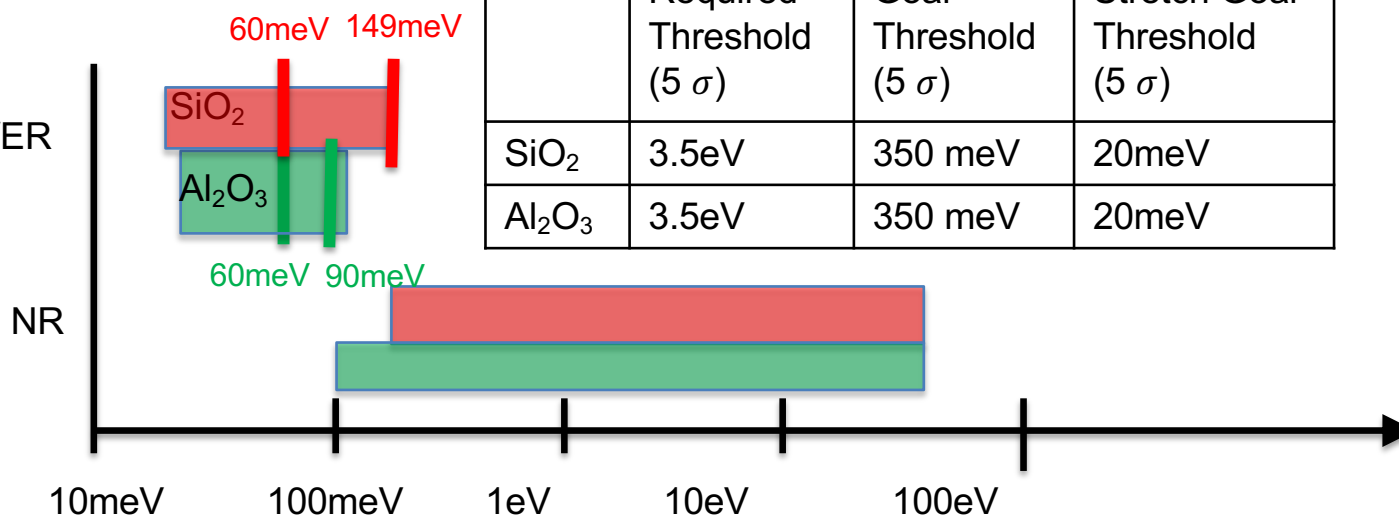 60meV 149meV
SiO₂
ER
Al₂O₃
60meV 90meV
NR
10meV 100meV 1eV 10eV 100eV
Threshold
(5 𝜎)
Threshold
(5 𝜎)
Threshold
(5 𝜎)
SiO₂ 3.5eV 350 meV 20meV
Al₂O₃ 3.5eV 350 meV 20meV